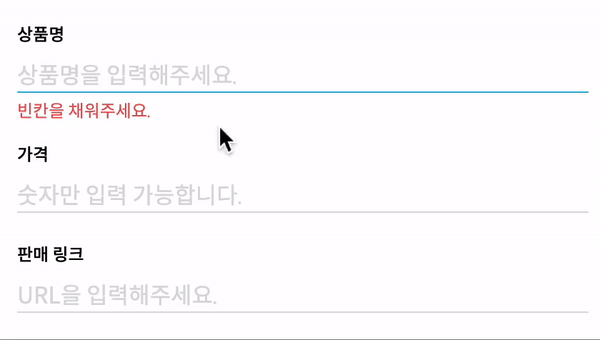 상품명
상품명을 입력해주세요.
빈칸을 채워주세요.
가격
숫자만 입력 가능합니다.
판매 링크
URL을 입력해주세요.